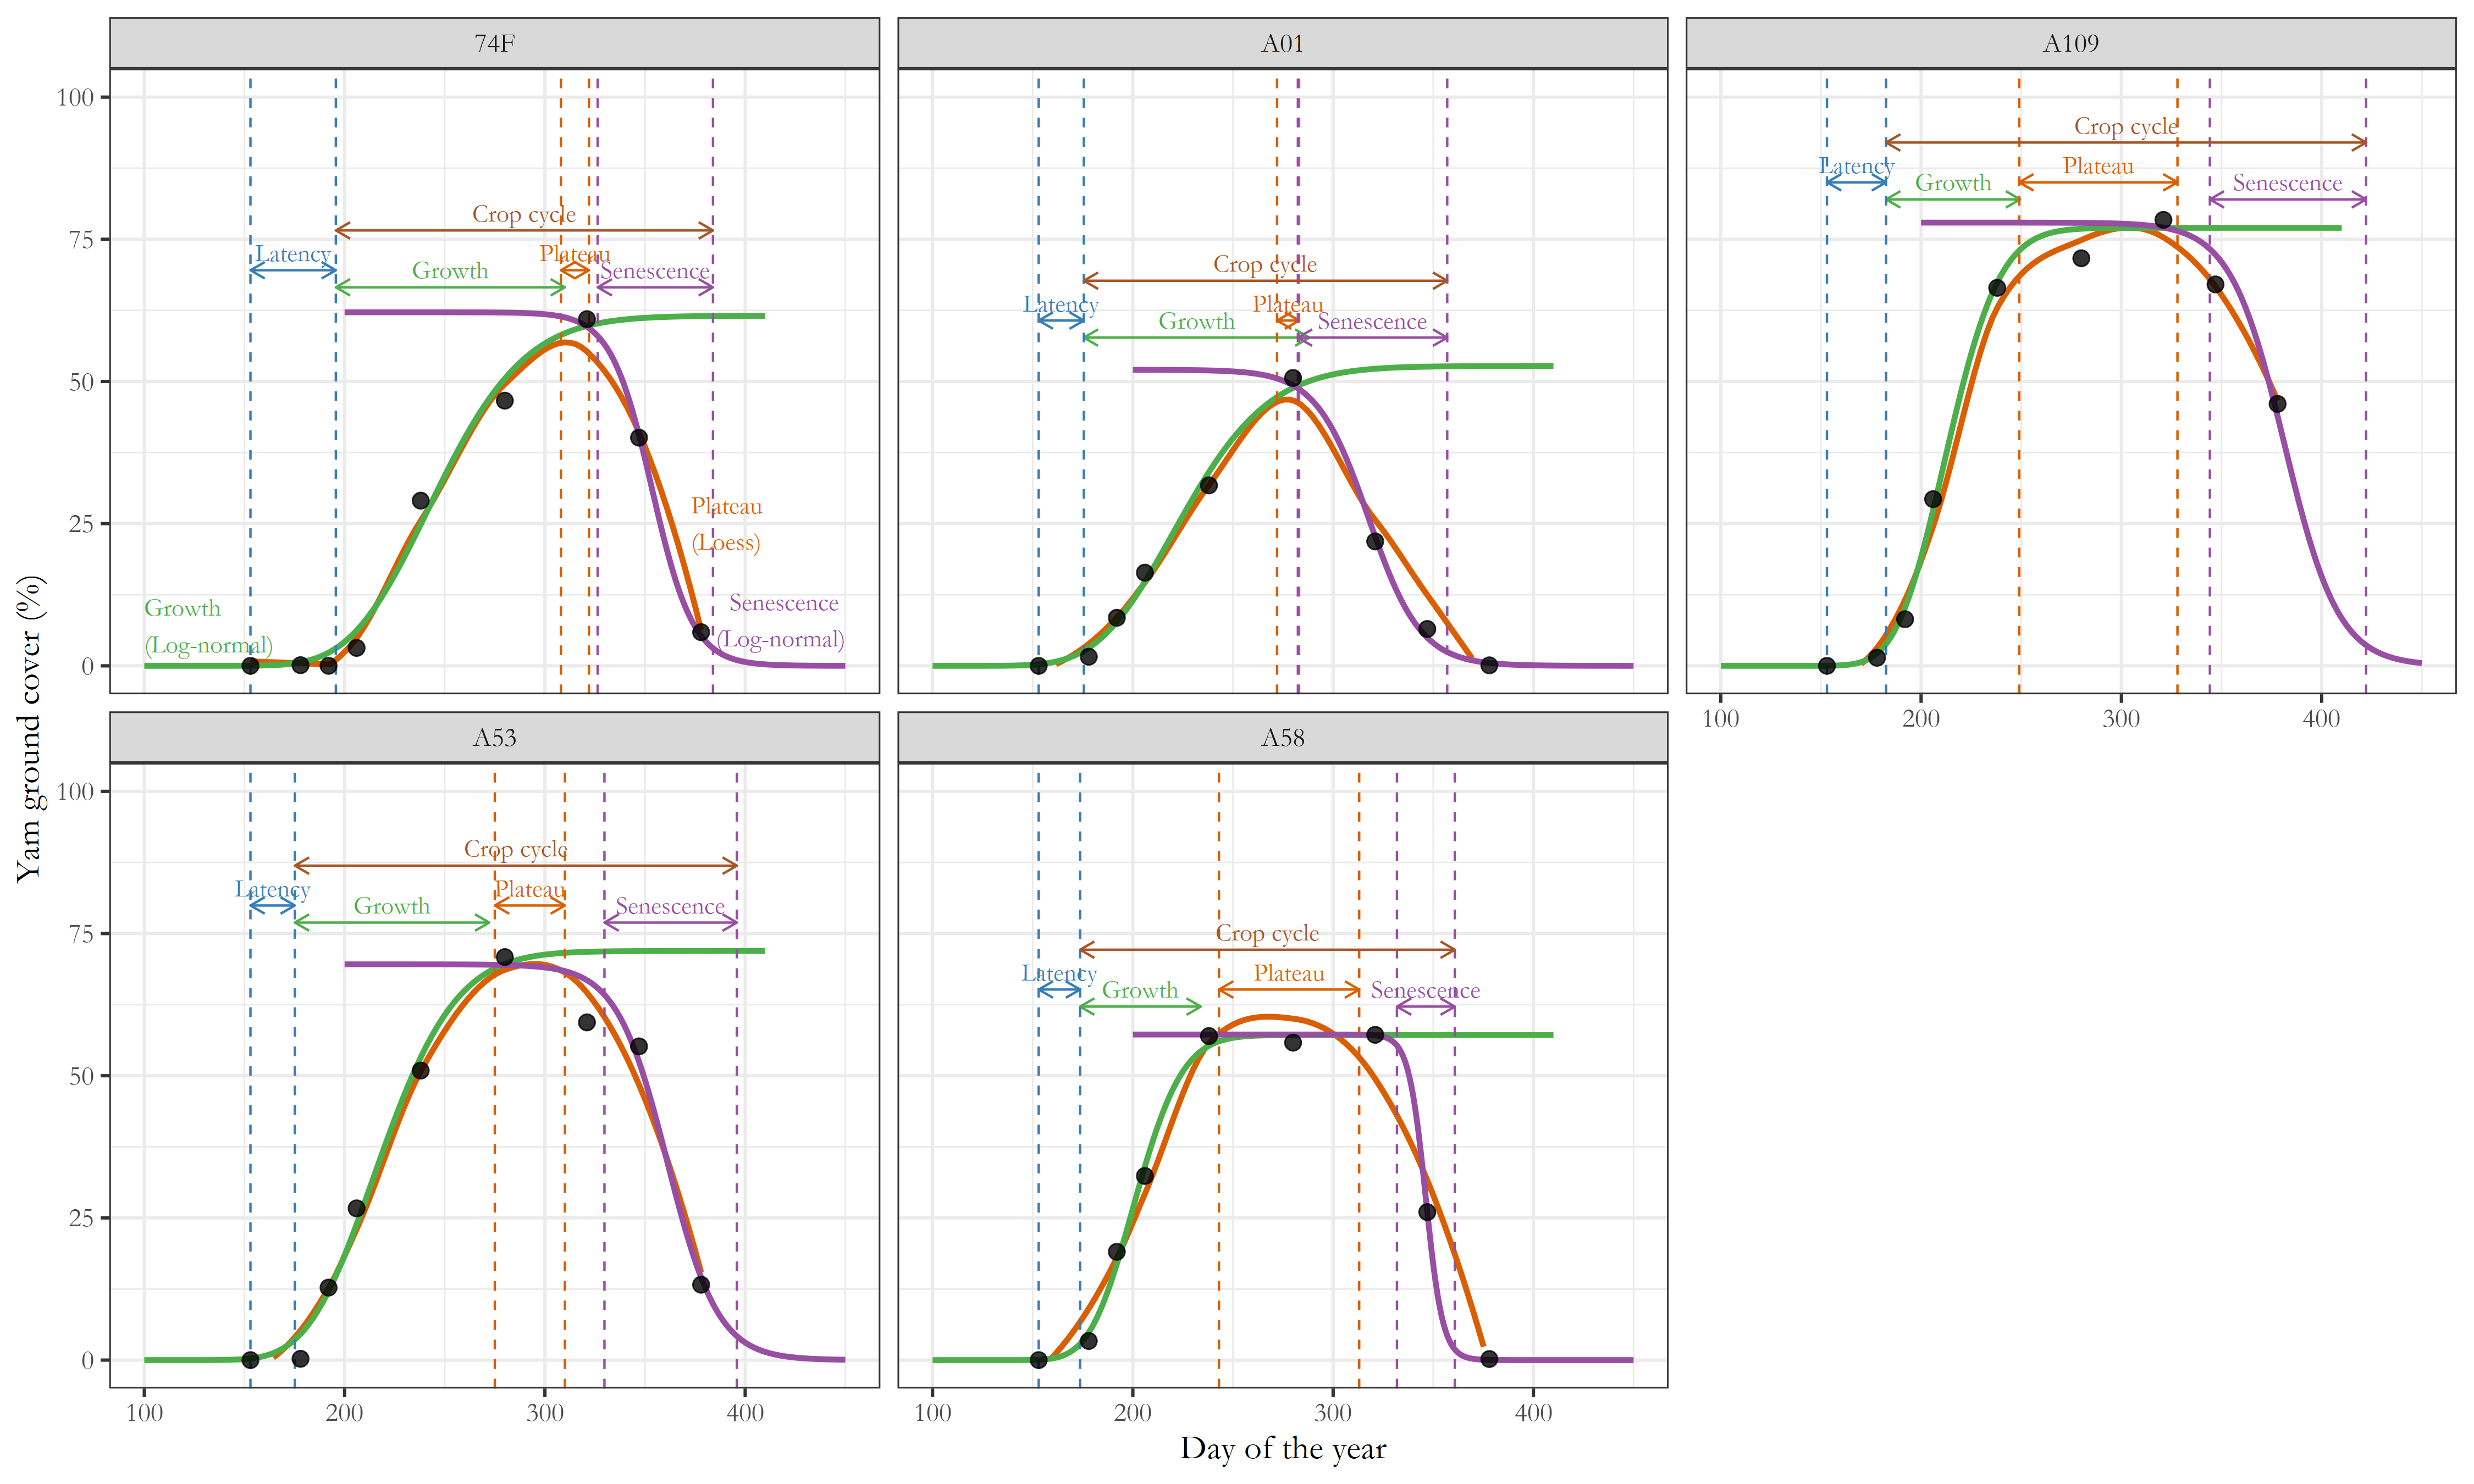 74F
A01
A109
100
75
50
25
0
Crop cycle
Latency
Growth
Plateau
Senescence
Plateau
(Loess)
Growth
(Log-normal)
Senescence
(Log-normal)
Crop cycle
Latency
Growth
Plateau
Senescence
Crop cycle
Latency
Growth
Plateau
Senescence
100 200 300 400
Yam ground cover (%)
A53
A58
100
75
50
25
0
Crop cycle
Latency
Growth
Plateau
Senescence
Crop cycle
Latency
Growth
Plateau
Senescence
100 200 300 400
100 200 300 400
Day of the year